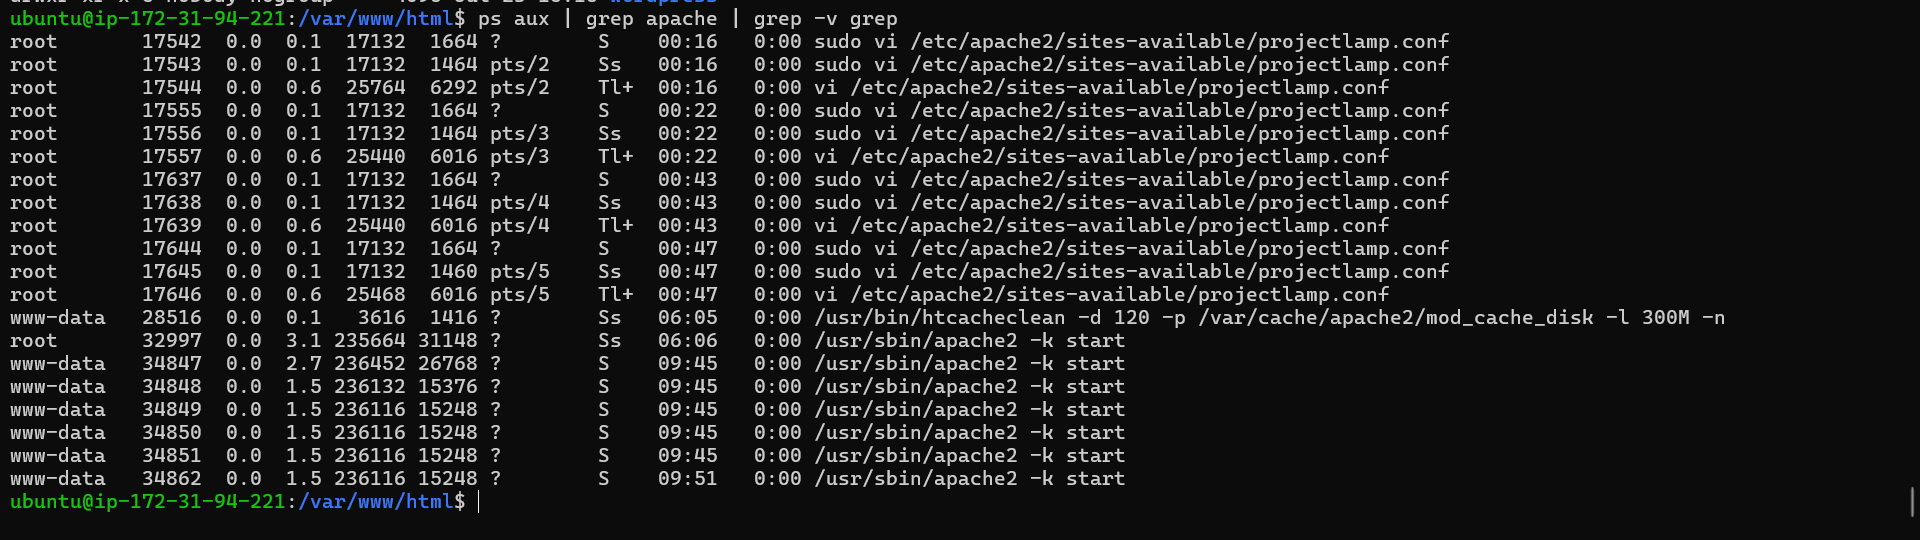 ubuntu@ip-172-31-94-221:/var/www/html$ ps aux | grep apache | grep -v grep
root       17542  0.0  0.1  17132  1664 ?        S    00:16   0:00 sudo vi /etc/apache2/sites-available/projectlamp.conf
root       17543  0.0  0.1  17132  1464 pts/2    Ss   00:16   0:00 sudo vi /etc/apache2/sites-available/projectlamp.conf
root       17544  0.0  0.6  25764  6292 pts/2    Tl+  00:16   0:00 vi /etc/apache2/sites-available/projectlamp.conf
root       17555  0.0  0.1  17132  1664 ?        S    00:22   0:00 sudo vi /etc/apache2/sites-available/projectlamp.conf
root       17556  0.0  0.1  17132  1464 pts/3    Ss   00:22   0:00 sudo vi /etc/apache2/sites-available/projectlamp.conf
root       17557  0.0  0.6  25440  6016 pts/3    Tl+  00:22   0:00 vi /etc/apache2/sites-available/projectlamp.conf
root       17637  0.0  0.1  17132  1664 ?        S    00:43   0:00 sudo vi /etc/apache2/sites-available/projectlamp.conf
root       17638  0.0  0.1  17132  1464 pts/4    Ss   00:43   0:00 sudo vi /etc/apache2/sites-available/projectlamp.conf
root       17639  0.0  0.6  25440  6016 pts/4    Tl+  00:43   0:00 vi /etc/apache2/sites-available/projectlamp.conf
root       17644  0.0  0.1  17132  1664 ?        S    00:47   0:00 sudo vi /etc/apache2/sites-available/projectlamp.conf
root       17645  0.0  0.1  17132  1460 pts/5    Ss   00:47   0:00 sudo vi /etc/apache2/sites-available/projectlamp.conf
root       17646  0.0  0.6  25468  6016 pts/5    Tl+  00:47   0:00 vi /etc/apache2/sites-available/projectlamp.conf
www-data   28516  0.0  0.1   3616  1416 ?        Ss   06:05   0:00 /usr/bin/htcacheclean -d 120 -p /var/cache/apache2/mod_cache_disk -l 300M -n
root       32997  0.0  3.1 235664 31148 ?        Ss   06:06   0:00 /usr/sbin/apache2 -k start
www-data   34847  0.0  2.7 236452 26768 ?        S    09:45   0:00 /usr/sbin/apache2 -k start
www-data   34848  0.0  1.5 236132 15376 ?        S    09:45   0:00 /usr/sbin/apache2 -k start
www-data   34849  0.0  1.5 236116 15248 ?        S    09:45   0:00 /usr/sbin/apache2 -k start
www-data   34850  0.0  1.5 236116 15248 ?        S    09:45   0:00 /usr/sbin/apache2 -k start
www-data   34851  0.0  1.5 236116 15248 ?        S    09:45   0:00 /usr/sbin/apache2 -k start
www-data   34862  0.0  1.5 236116 15248 ?        S    09:51   0:00 /usr/sbin/apache2 -k start
ubuntu@ip-172-31-94-221:/var/www/html$